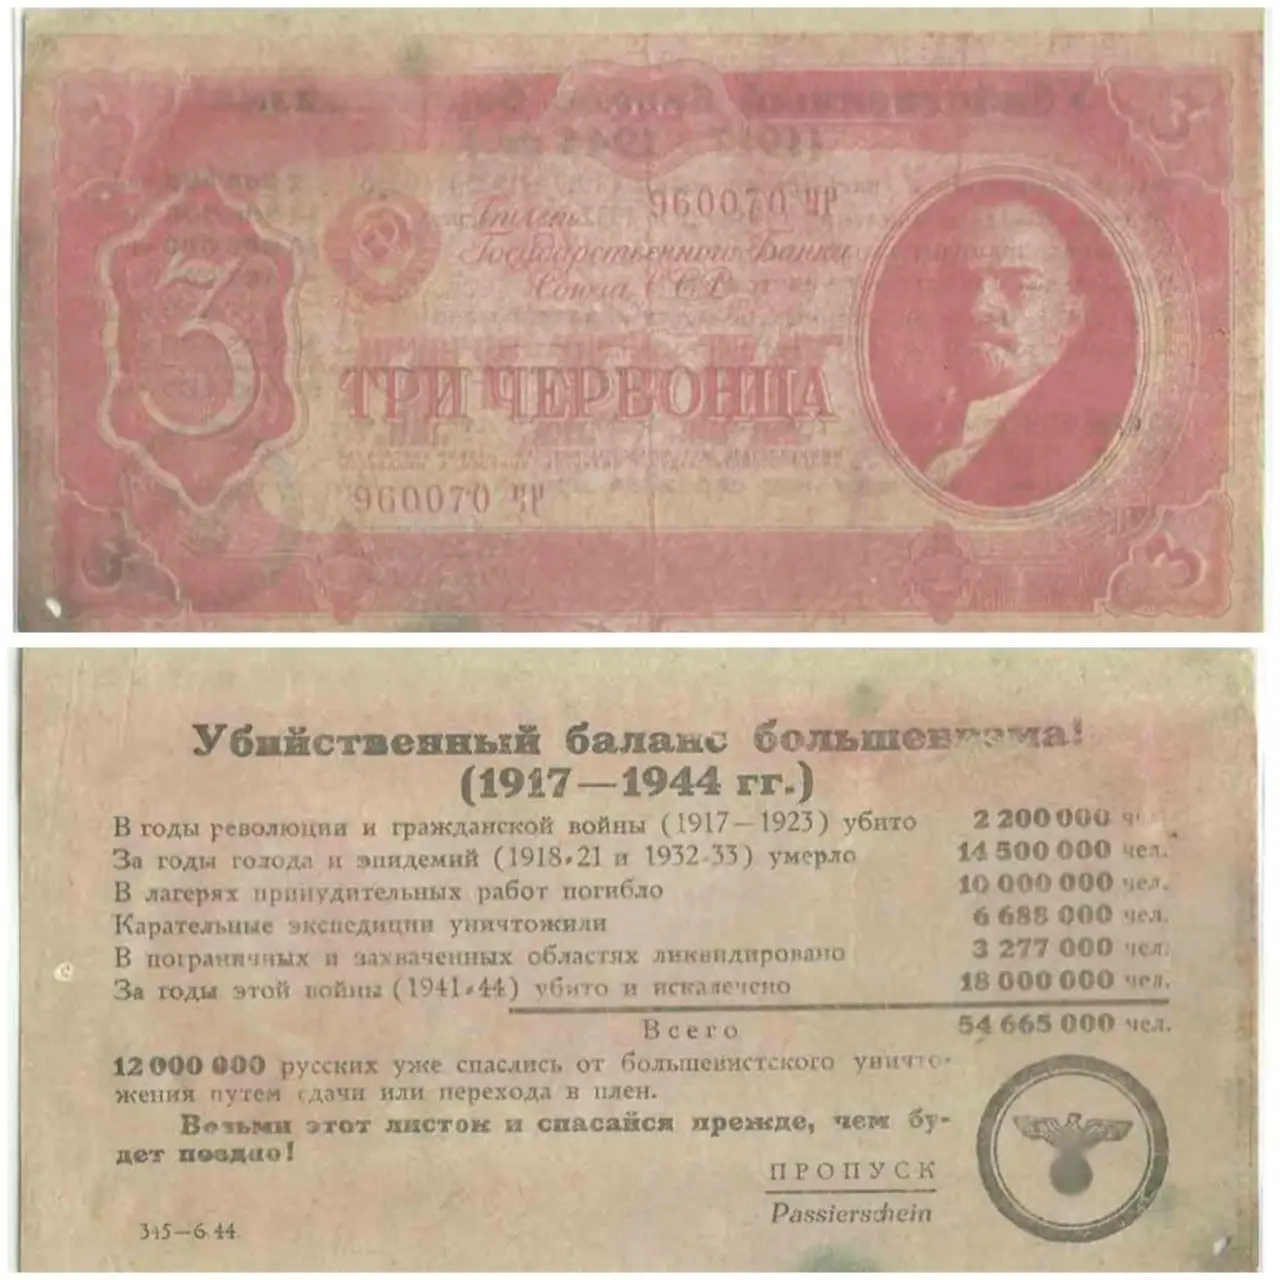 3
3
960070 ЧР
Билет
Государственного Банка
Союза ССР
ТРИ ЧЕРВОНЦА
960070 ЧР
3
3
Убийственный баланс большевизма!
(1917—1944 гг.)
В годы революции и гражданской войны (1917—1923) убито 2 200 000 ч
За годы голода и эпидемий (1918-21 и 1932-33) умерло 14 500 000 чел.
В лагерях принудительных работ погибло 10 000 000 чел.
Карательные экспедиции уничтожили 6 688 000 чел.
В пограничных и захваченных областях ликвидировано 3 277 000 чел.
За годы этой войны (1941-44) убито и искалечено 18 000 000 чел.
Всего 54 665 000 чел.
12 000 000 русских уже спаслись от большевистского уничто-
жения путем сдачи или перехода в плен.
Возьми этот листок и спасайся прежде, чем бу-
дет поздно!
ПРОПУСК
Passierschein
345—6.44.